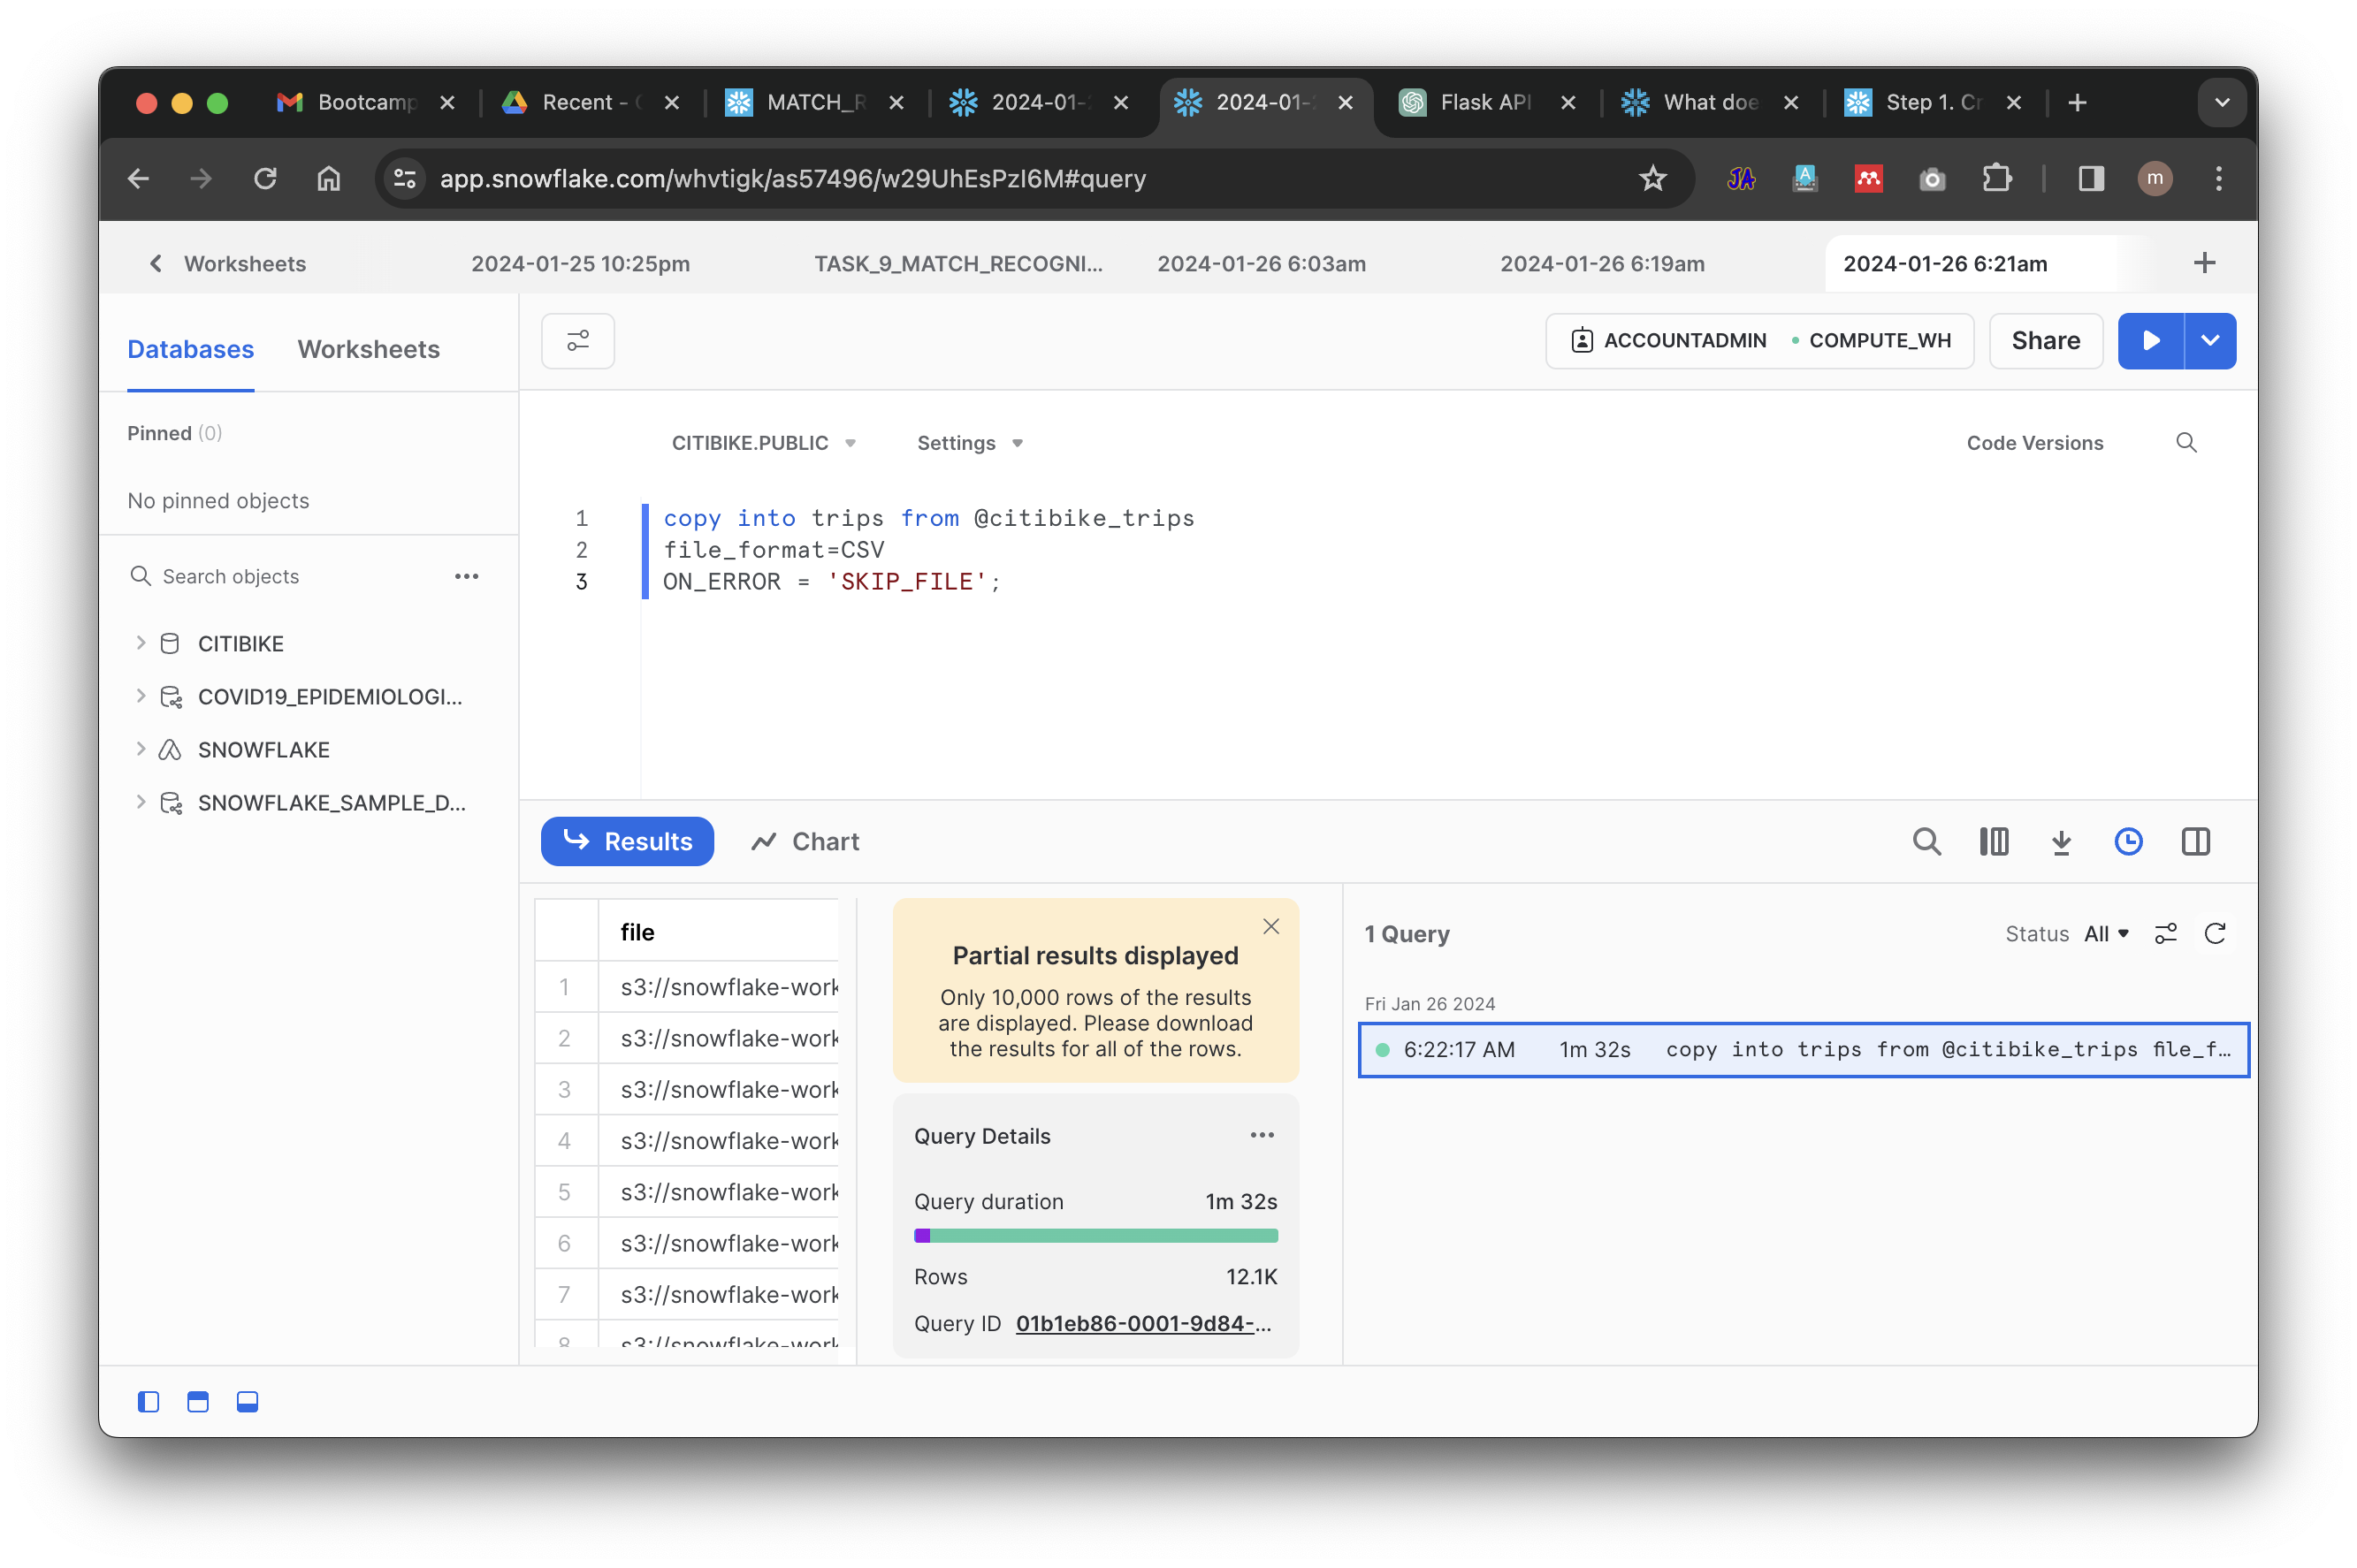 Bootcamp
Recent -
MATCH_R
2024-01-
2024-01-
Flask API
What doe
Step 1. Cr
app.snowflake.com/whvtigk/as57496/w29UhEsPzI6M#query
JA
A
m
Worksheets
2024-01-25 10:25pm
TASK_9_MATCH_RECOGNI...
2024-01-26 6:03am
2024-01-26 6:19am
2024-01-26 6:21am
Databases
Worksheets
ACCOUNTADMIN
COMPUTE_WH
Share
Pinned (0)
No pinned objects
CITIBIKE.PUBLIC
Settings
Code Versions
Search objects
CITIBIKE
COVID19_EPIDEMIOLOGI...
SNOWFLAKE
SNOWFLAKE_SAMPLE_D...
1 copy into trips from @citibike_trips
2 file_format=CSV
3 ON_ERROR = 'SKIP_FILE';
Results
Chart
file
1 s3://snowflake-work
2 s3://snowflake-work
3 s3://snowflake-work
4 s3://snowflake-work
5 s3://snowflake-work
6 s3://snowflake-work
7 s3://snowflake-work
8 s3://snowflake-work
Partial results displayed
Only 10,000 rows of the results
are displayed. Please download
the results for all of the rows.
Query Details
Query duration 1m 32s
Rows 12.1K
Query ID 01b1eb86-0001-9d84-...
1 Query
Status All
Fri Jan 26 2024
6:22:17 AM 1m 32s copy into trips from @citibike_trips file_f...